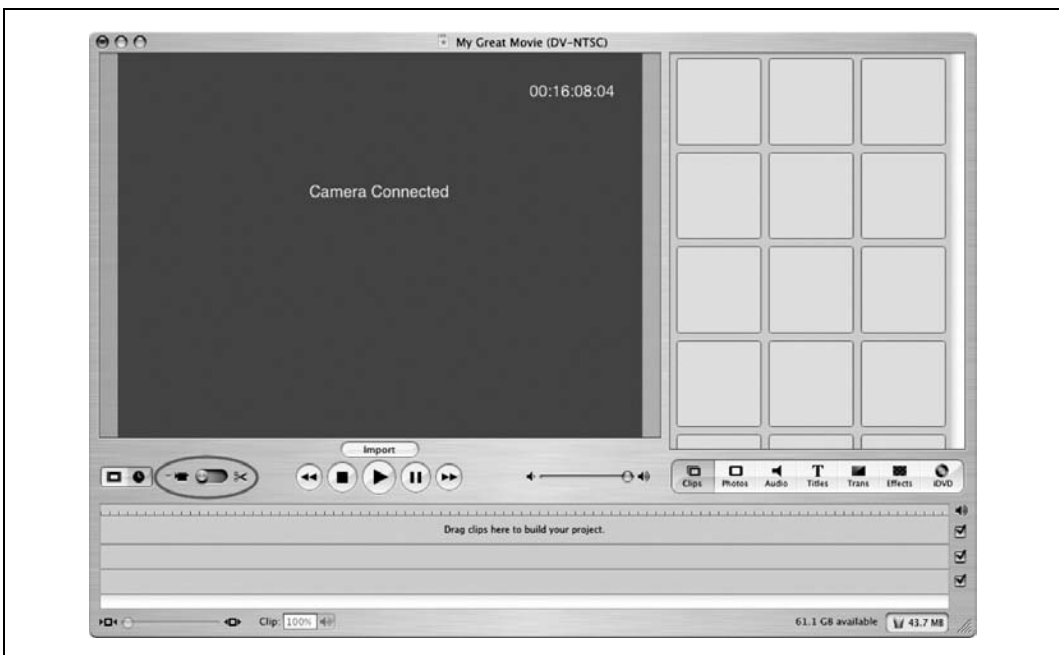 My Great Movie (DV-NTSC)
00:16:08:04
Camera Connected
Import
Clips Photos Audio Titles Trans Effects iDVD
Drag clips here to build your project.
Clip: 100% 61.1 GB available 43.7 MB